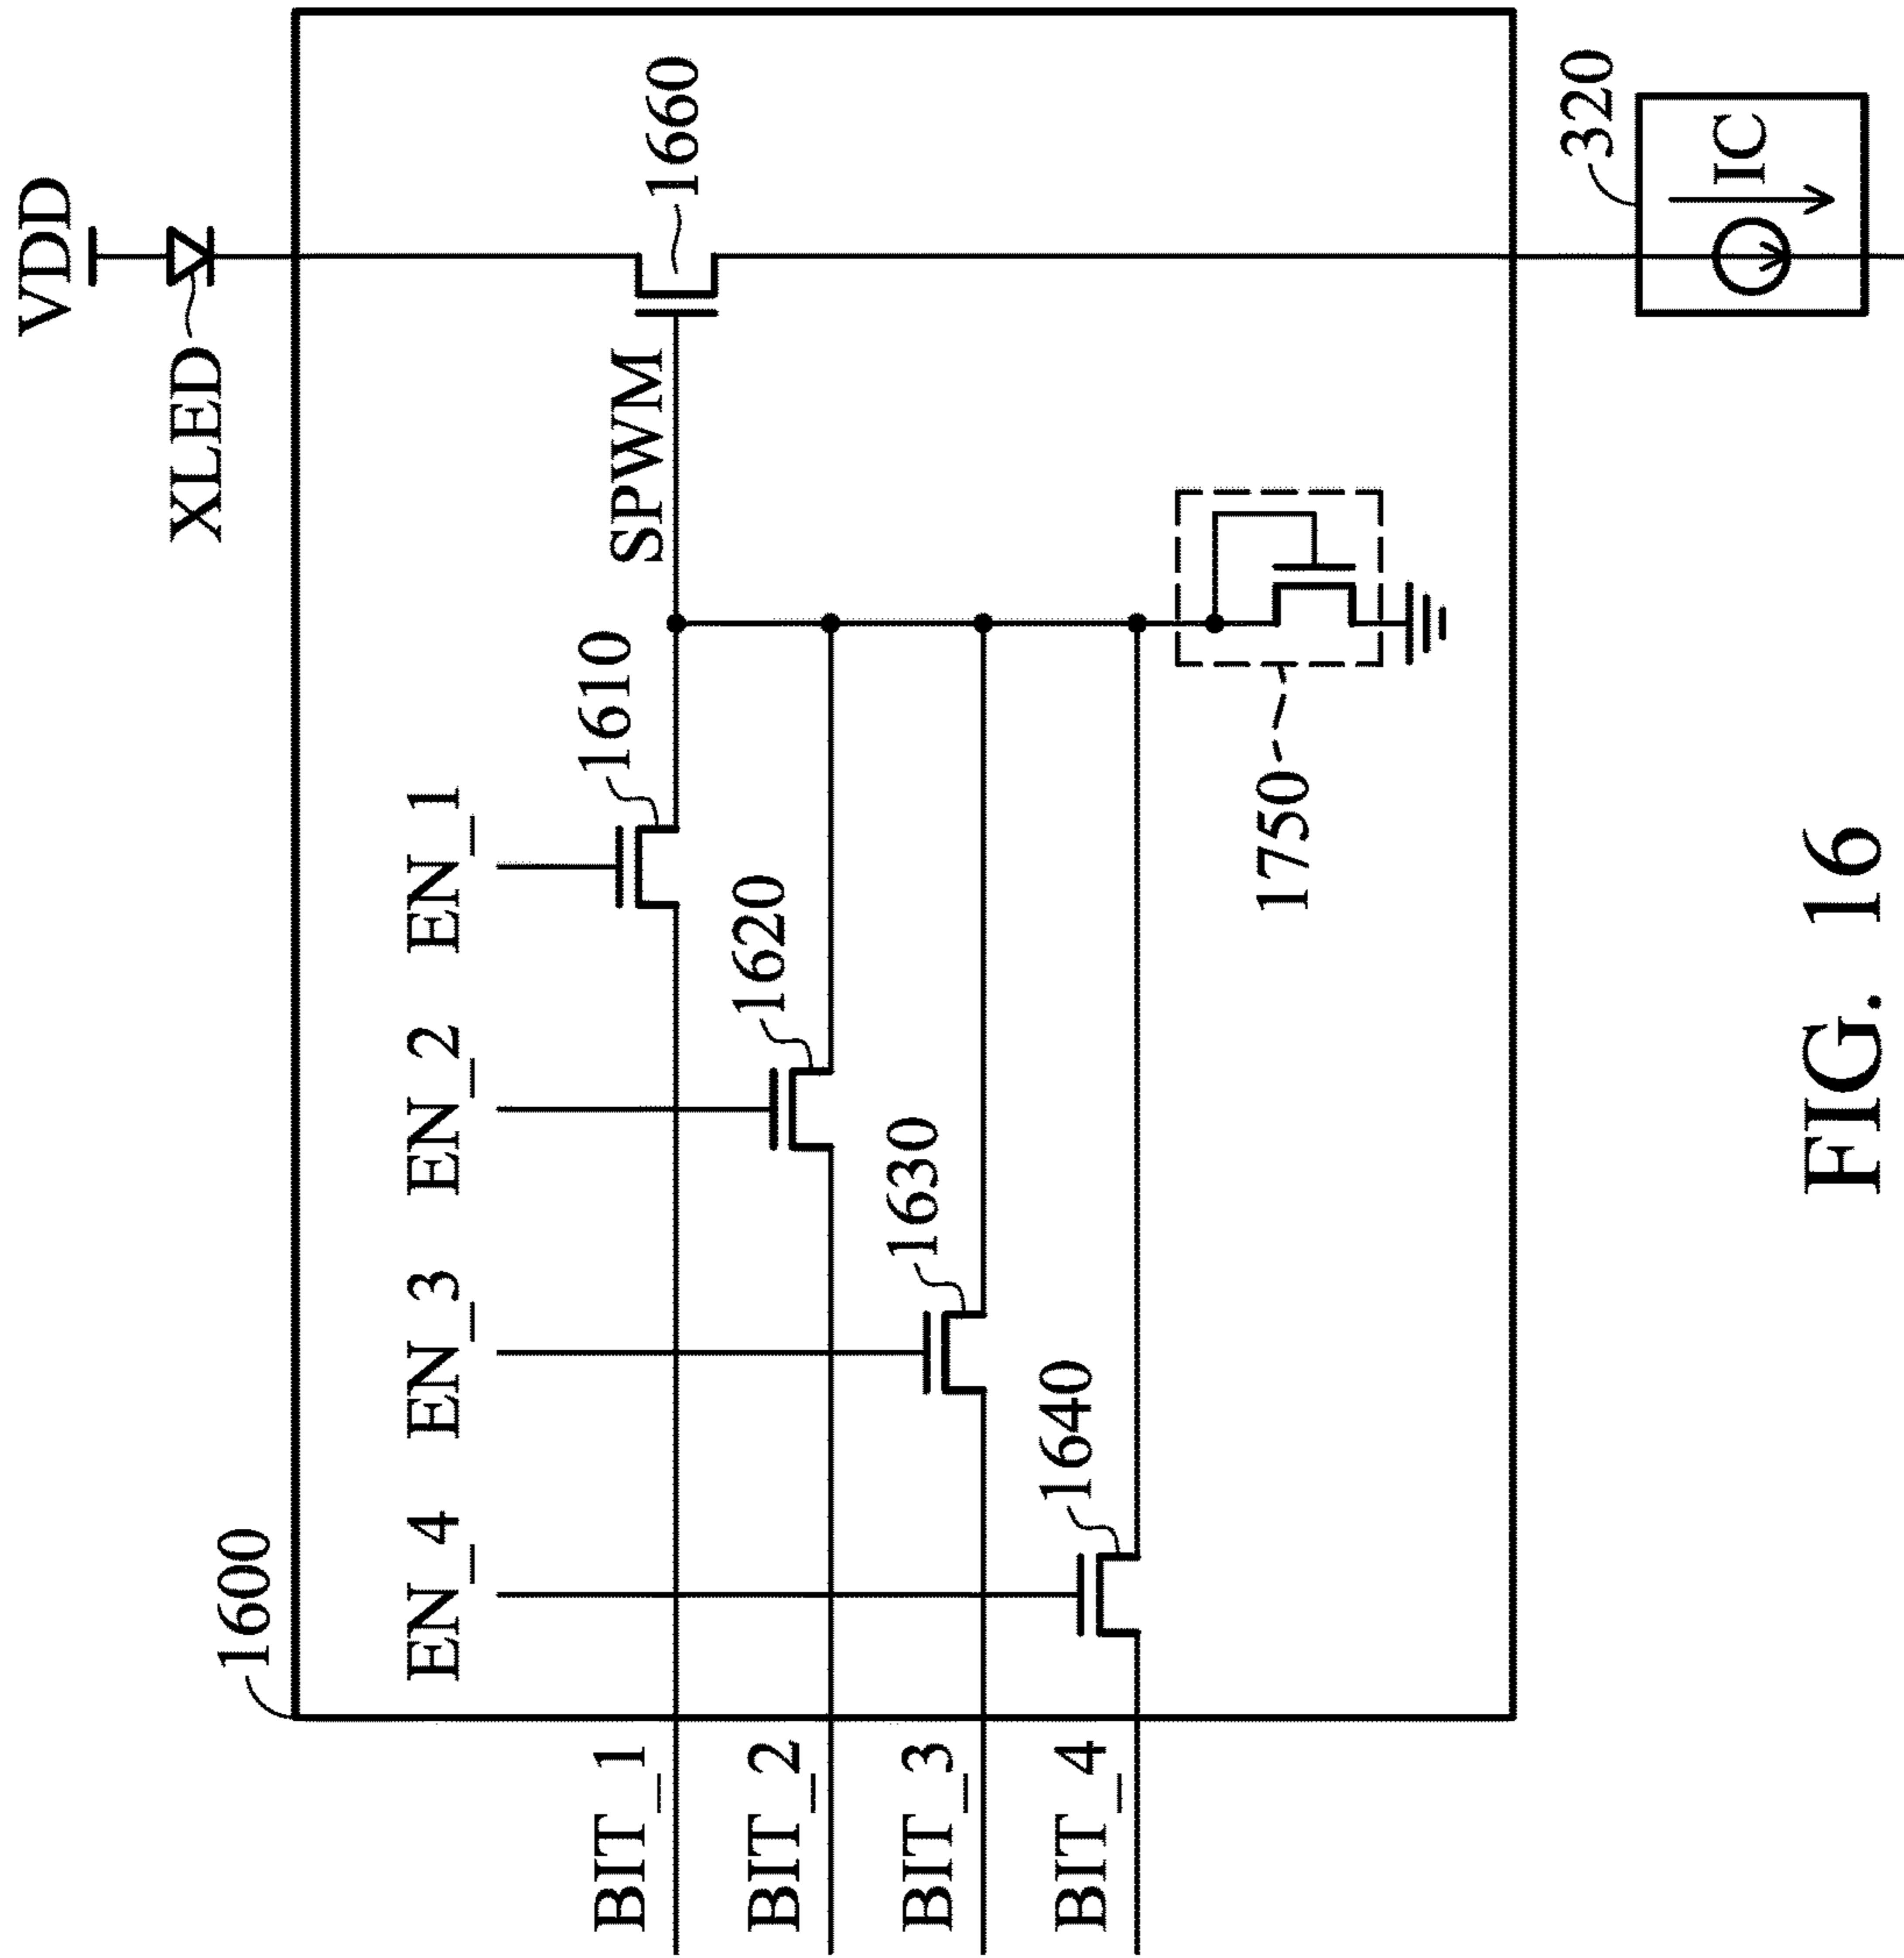 VDD
XLED
1600
EN_4
EN_3
EN_2
EN_1
1610
SPWM
1660
BIT_1
1620
BIT_2
1630
BIT_3
1640
BIT_4
1750
320
IC
FIG. 16